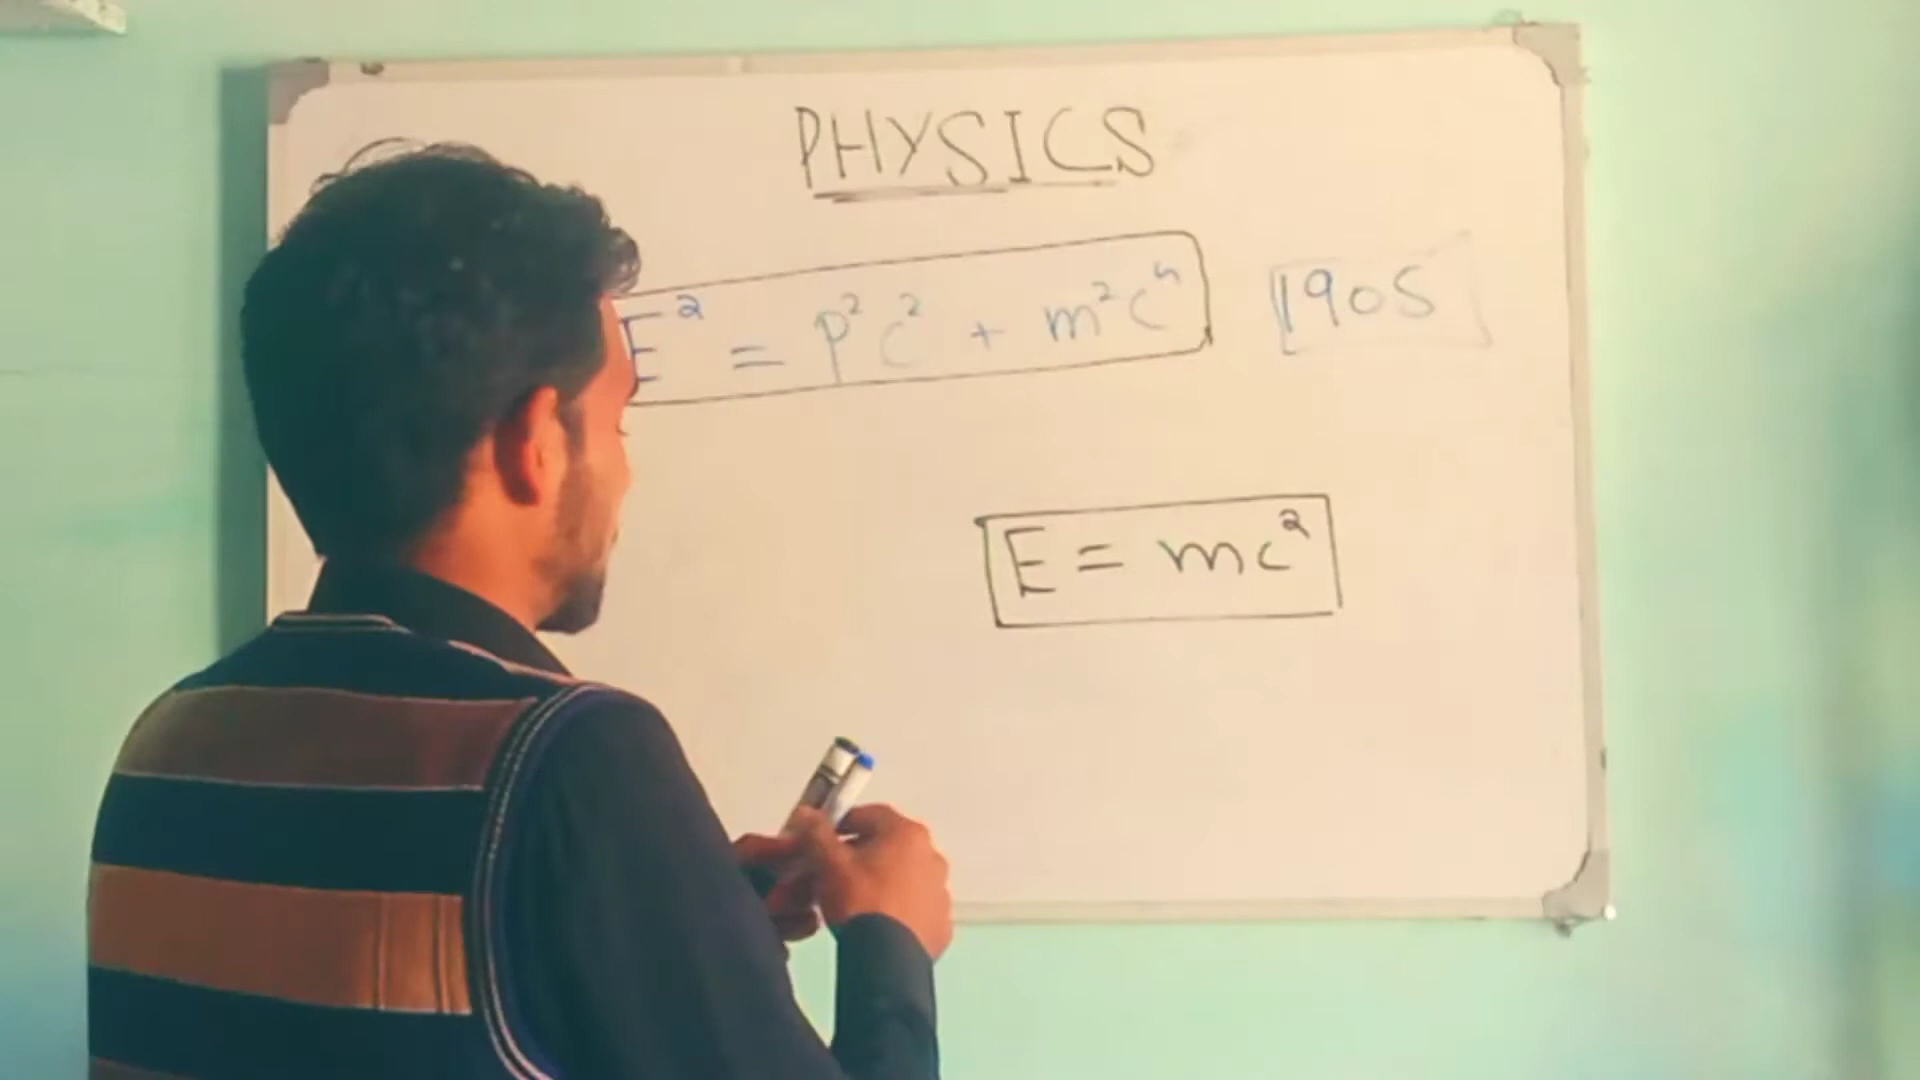 PHYSICS
E² = P²C² + m²c⁴ 1905
E = mc²